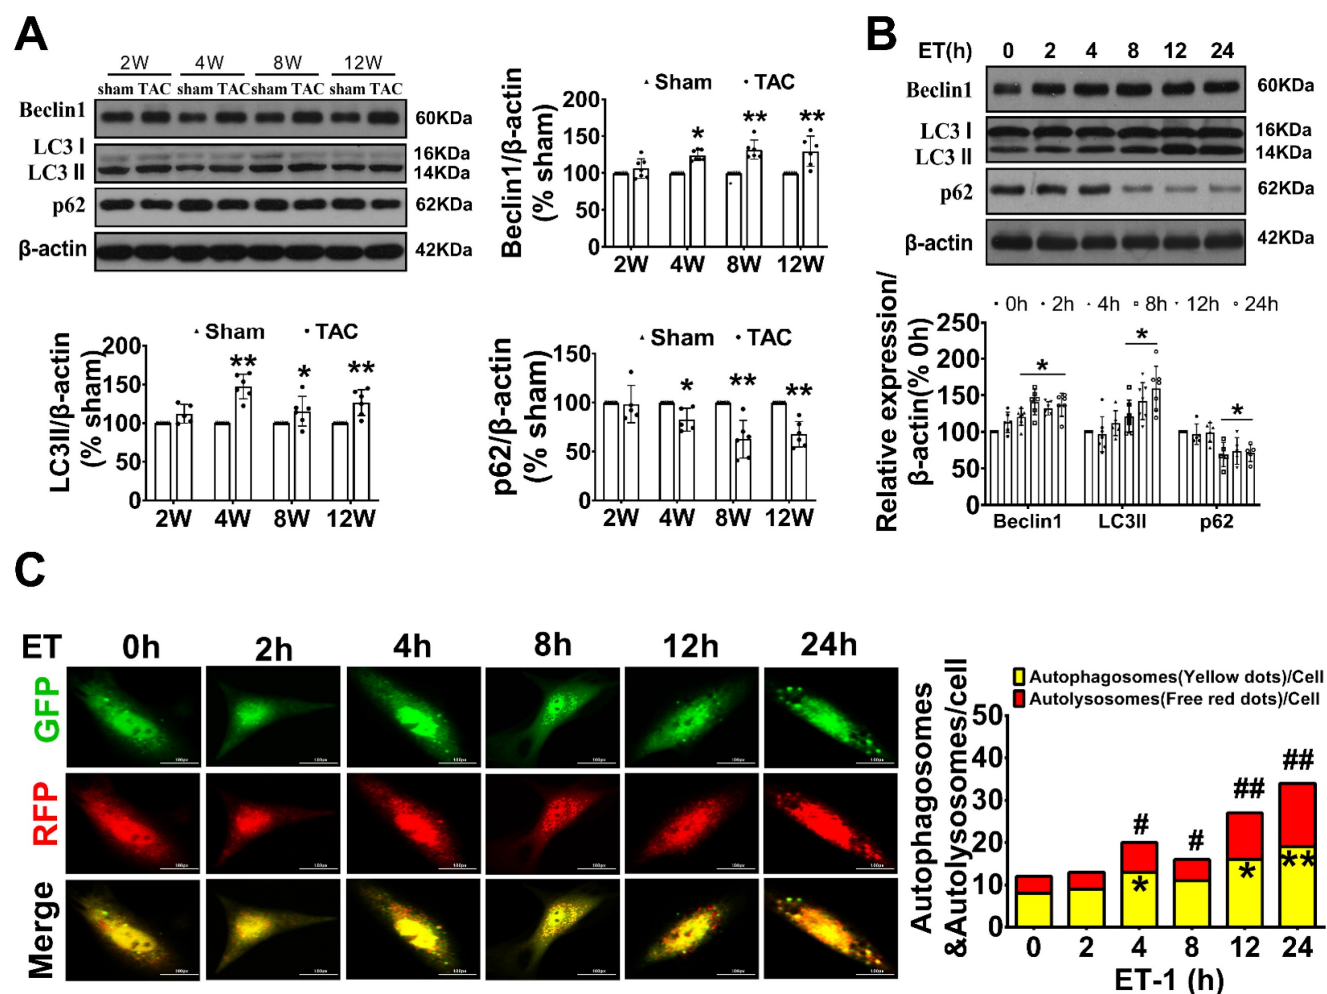 A
2W 4W 8W 12W
sham TAC sham TAC sham TAC sham TAC
Beclin1 60KDa
LC3 I 16KDa
LC3 II 14KDa
p62 62KDa
β-actin 42KDa
Beclin1/β-actin
(% sham)
Sham TAC
200
150
100
50
0
* ** **
2W 4W 8W 12W
B
ET(h) 0 2 4 8 12 24
Beclin1 60KDa
LC3 I 16KDa
LC3 II 14KDa
p62 62KDa
β-actin 42KDa
LC3II/β-actin
(% sham)
Sham TAC
200
150
100
50
0
** * **
2W 4W 8W 12W
p62/β-actin
(% sham)
Sham TAC
150
100
50
0
* ** **
2W 4W 8W 12W
Relative expression/
β-actin(% 0h)
0h 2h 4h 8h 12h 24h
250
200
150
100
50
0
* * *
Beclin1 LC3II p62
C
ET 0h 2h 4h 8h 12h 24h
GFP
RFP
Merge
Autophagosomes
&Autolysosomes/cell
Autophagosomes(Yellow dots)/Cell
Autolysosomes(Free red dots)/Cell
50
40
30
20
10
0
# # ## ##
* * **
0 2 4 8 12 24
ET-1 (h)